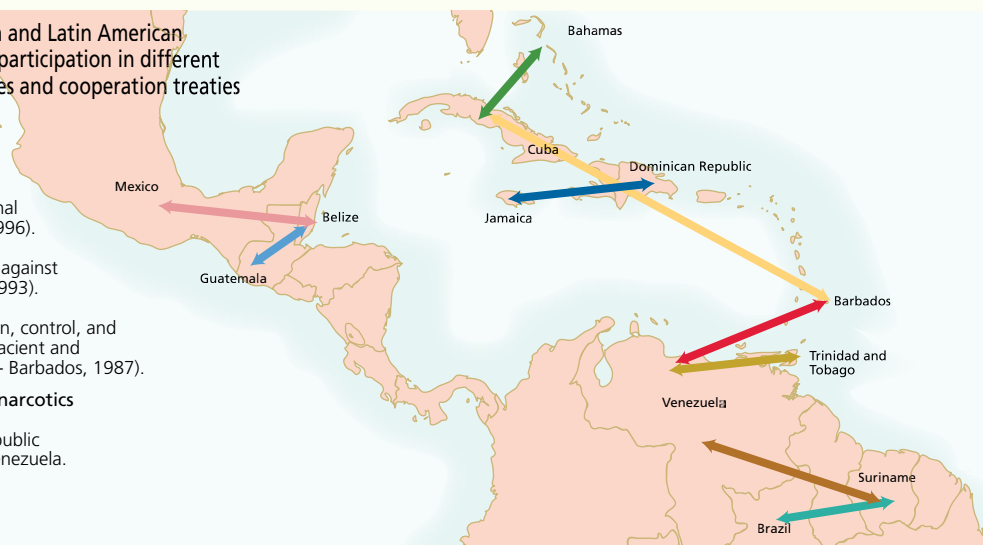 n and Latin American
participation in different
es and cooperation treaties
nal
996).
against
993).
n, control, and
acient and
- Barbados, 1987).
narcotics
public
nezuela.
Bahamas
Cuba
Dominican Republic
Mexico
Belize
Jamaica
Guatemala
Barbados
Trinidad and
Tobago
Venezuela
Suriname
Brazil